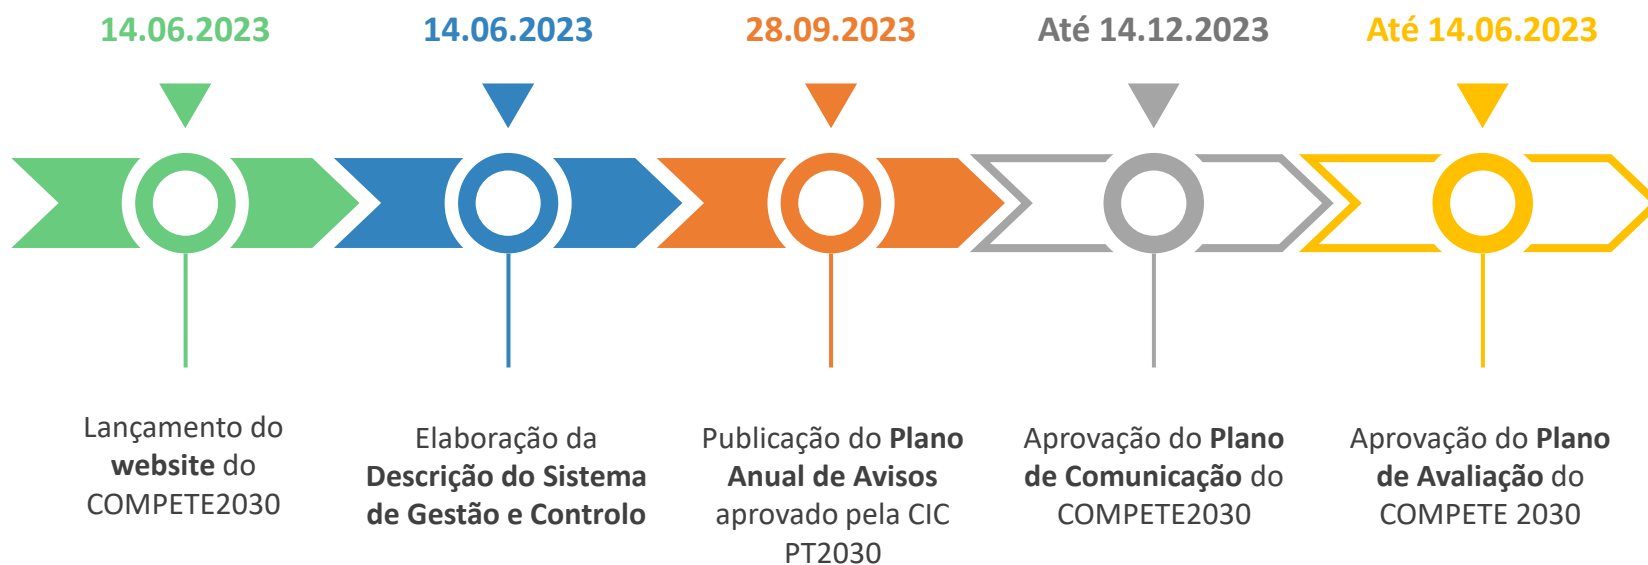 14.06.2023
14.06.2023
28.09.2023
Até 14.12.2023
Até 14.06.2023
Lançamento do
website do
COMPETE2030
Elaboração da
Descrição do Sistema
de Gestão e Controlo
Publicação do Plano
Anual de Avisos
aprovado pela CIC
PT2030
Aprovação do Plano
de Comunicação do
COMPETE2030
Aprovação do Plano
de Avaliação do
COMPETE 2030